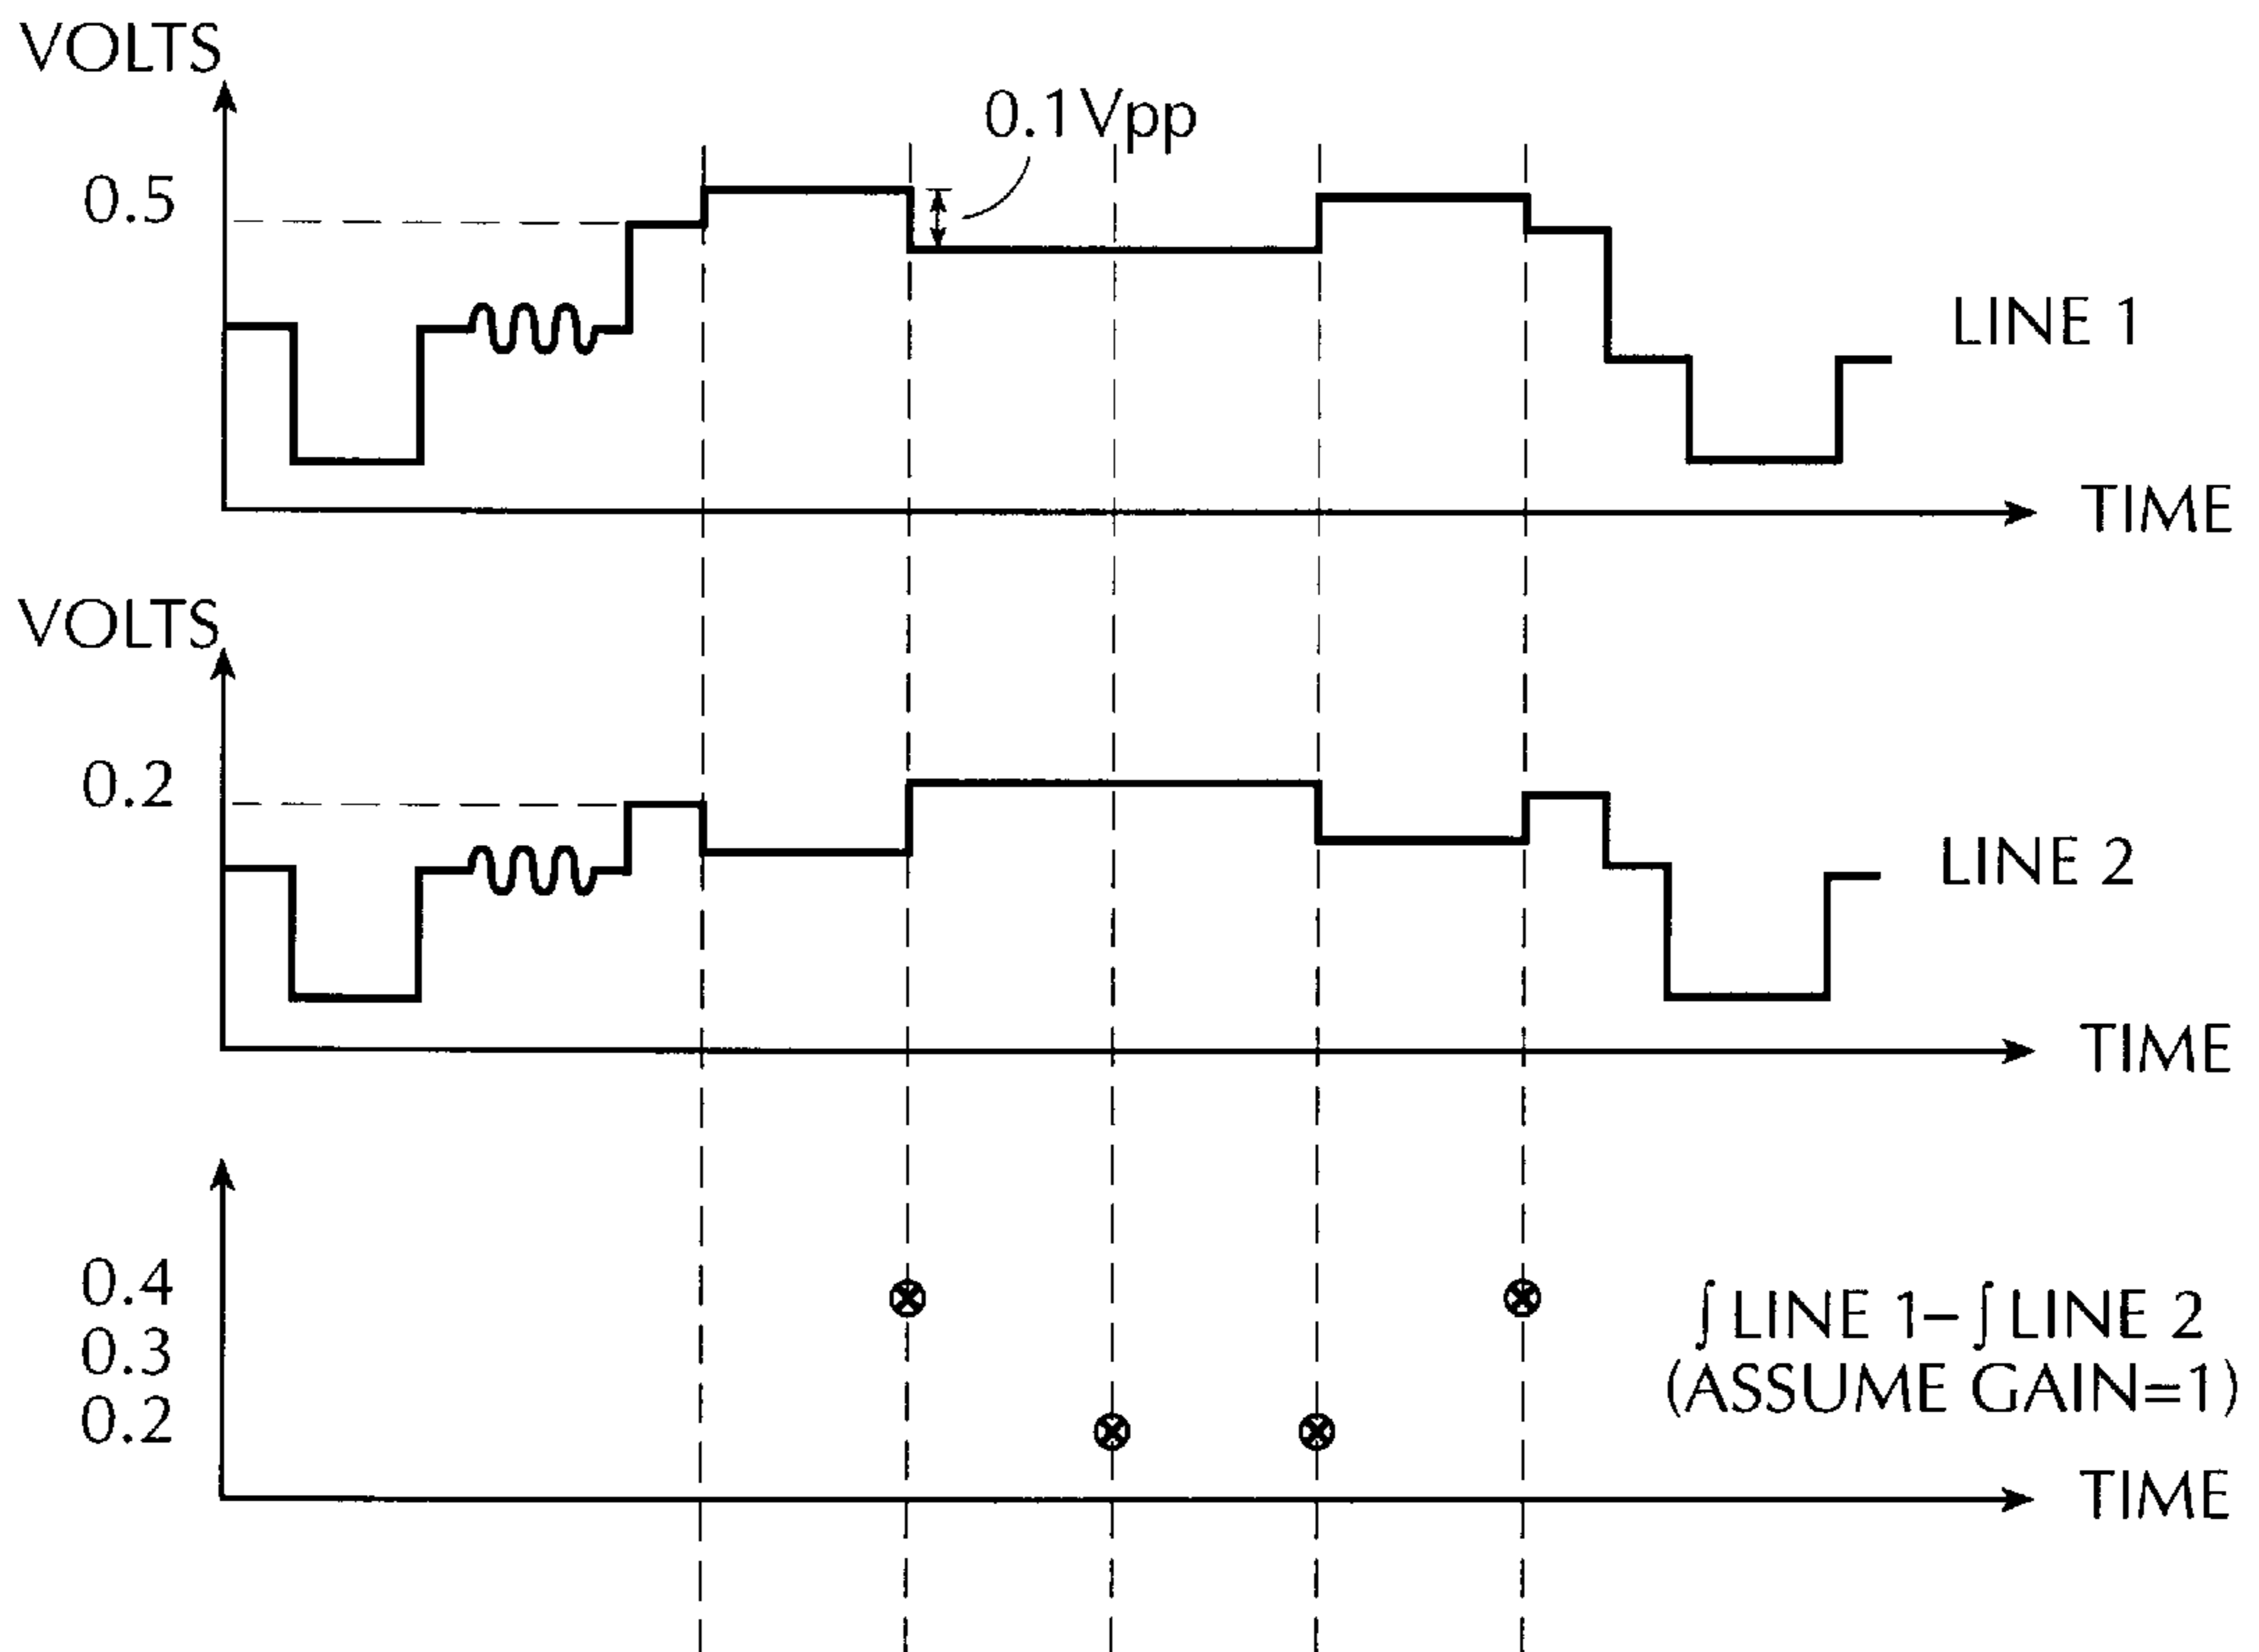 VOLTS
0.1Vpp
0.5
LINE 1
TIME
VOLTS
0.2
LINE 2
TIME
0.4
0.3
0.2
∫LINE 1–∫LINE 2
(ASSUME GAIN=1)
TIME